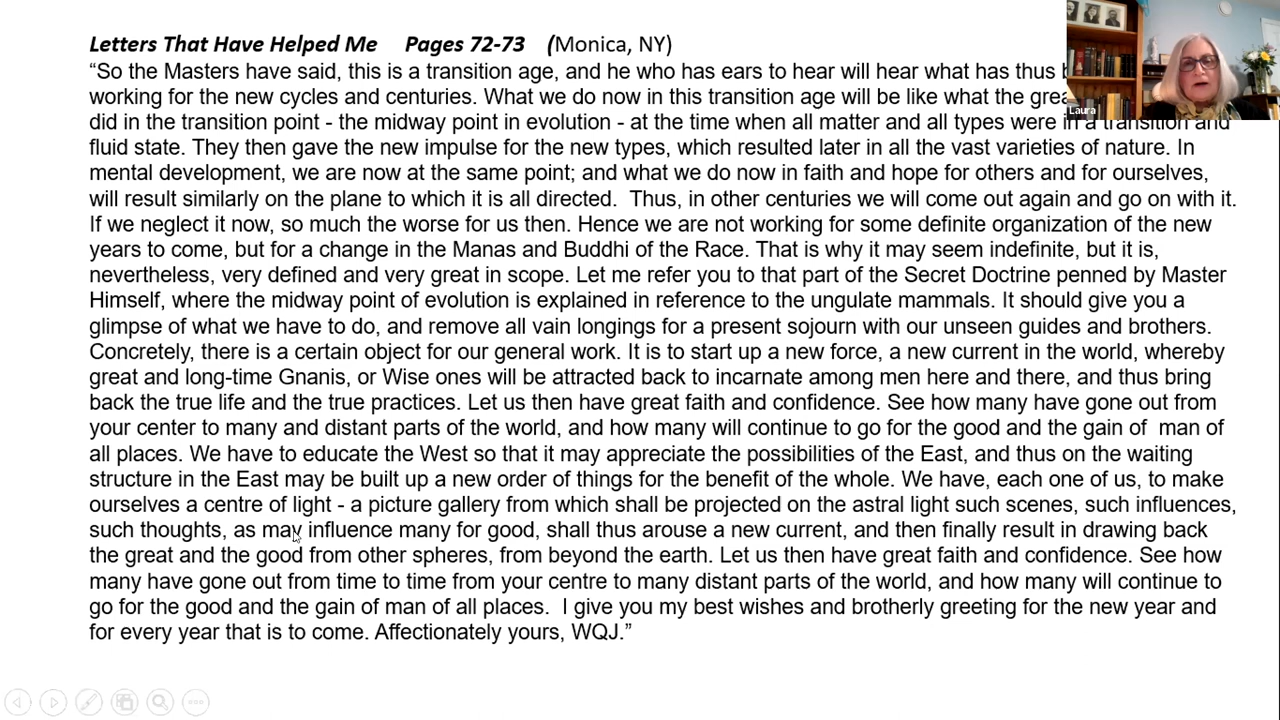 Letters That Have Helped Me Pages 72-73 (Monica, NY)
“So the Masters have said, this is a transition age, and he who has ears to hear will hear what has thus
working for the new cycles and centuries. What we do now in this transition age will be like what the
did in the transition point - the midway point in evolution - at the time when all matter and all types were in a transition and
fluid state. They then gave the new impulse for the new types, which resulted later in all the vast varieties of nature. In
mental development, we are now at the same point; and what we do now in faith and hope for others and for ourselves,
will result similarly on the plane to which it is all directed. Thus, in other centuries we will come out again and go on with it.
If we neglect it now, so much the worse for us then. Hence we are not working for some definite organization of the new
years to come, but for a change in the Manas and Buddhi of the Race. That is why it may seem indefinite, but it is,
nevertheless, very defined and very great in scope. Let me refer you to that part of the Secret Doctrine penned by Master
Himself, where the midway point of evolution is explained in reference to the ungulate mammals. It should give you a
glimpse of what we have to do, and remove all vain longings for a present sojourn with our unseen guides and brothers.
Concretely, there is a certain object for our general work. It is to start up a new force, a new current in the world, whereby
great and long-time Gnanis, or Wise ones will be attracted back to incarnate among men here and there, and thus bring
back the true life and the true practices. Let us then have great faith and confidence. See how many have gone out from
your center to many and distant parts of the world, and how many will continue to go for the good and the gain of man of
all places. We have to educate the West so that it may appreciate the possibilities of the East, and thus on the waiting
structure in the East may be built up a new order of things for the benefit of the whole. We have, each one of us, to make
ourselves a centre of light - a picture gallery from which shall be projected on the astral light such scenes, such influences,
such thoughts, as may influence many for good, shall thus arouse a new current, and then finally result in drawing back
the great and the good from other spheres, from beyond the earth. Let us then have great faith and confidence. See how
many have gone out from time to time from your centre to many distant parts of the world, and how many will continue to
go for the good and the gain of man of all places. I give you my best wishes and brotherly greeting for the new year and
for every year that is to come. Affectionately yours, WQJ.”
Laura